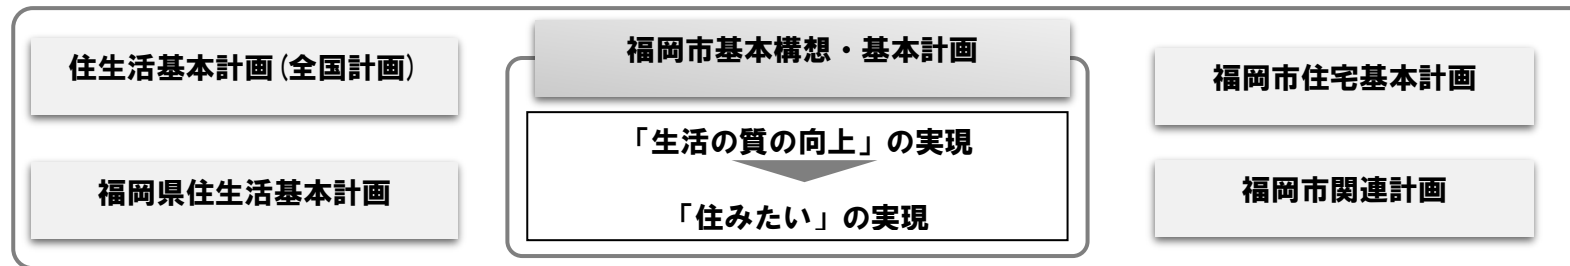 住生活基本計画(全国計画)
福岡県住生活基本計画
福岡市基本構想・基本計画
「生活の質の向上」の実現
「住みたい」の実現
福岡市住宅基本計画
福岡市関連計画